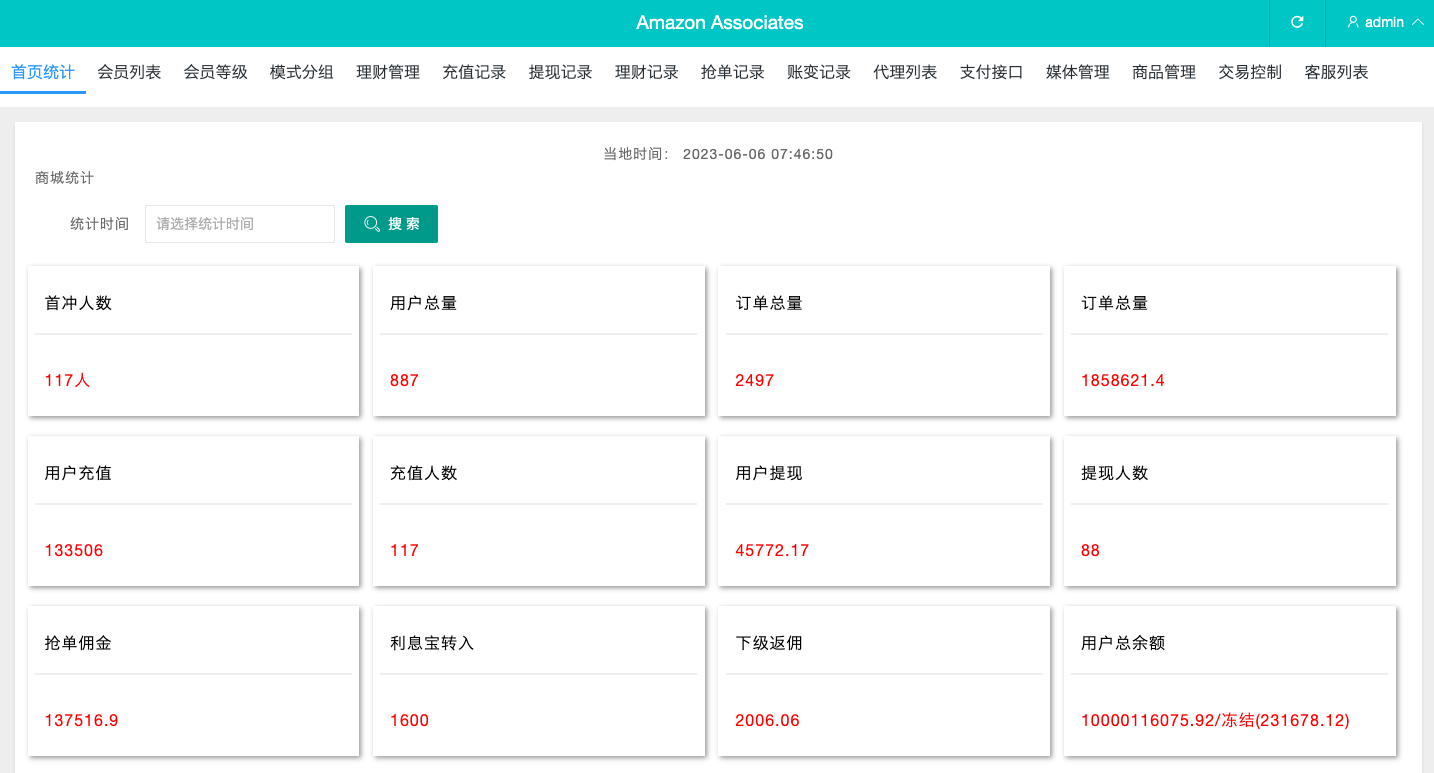 Amazon Associates
admin
首页统计 会员列表 会员等级 模式分组 理财管理 充值记录 提现记录 理财记录 抢单记录 账变记录 代理列表 支付接口 媒体管理 商品管理 交易控制 客服列表
当地时间： 2023-06-06 07:46:50
商城统计
统计时间 请选择统计时间 搜 索
首冲人数 用户总量 订单总量 订单总量
117人 887 2497 1858621.4
用户充值 充值人数 用户提现 提现人数
133506 117 45772.17 88
抢单佣金 利息宝转入 下级返佣 用户总余额
137516.9 1600 2006.06 10000116075.92/冻结(231678.12)